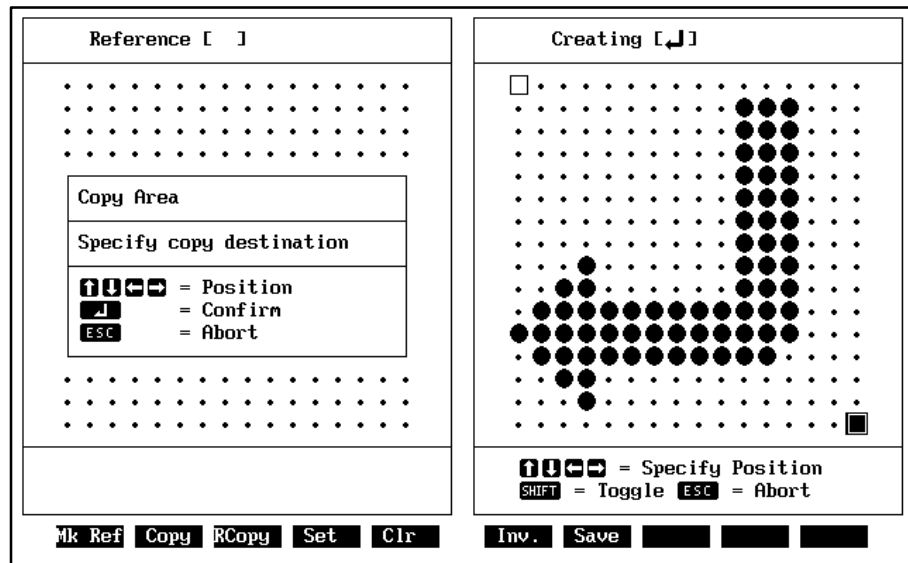 Reference [ ]
Copy Area
Specify copy destination
↑↓←→ = Position
↵ = Confirm
ESC = Abort
Creating [↵]
↑↓←→ = Specify Position
SHIFT = Toggle ESC = Abort
Mk Ref Copy RCopy Set Clr Inv. Save